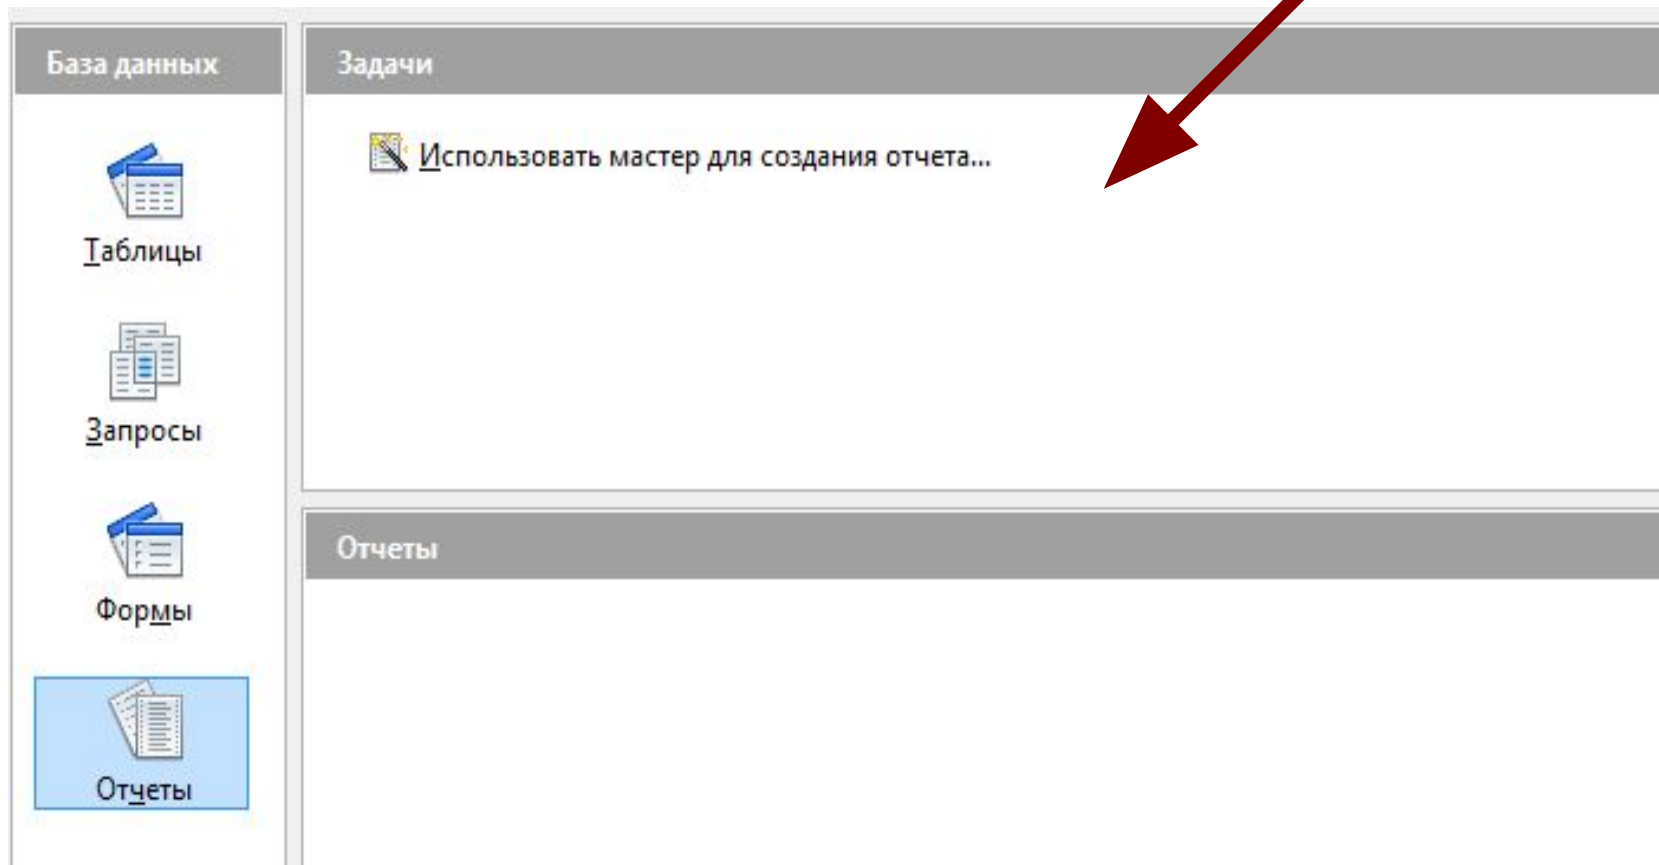 База данных
Задачи
Использовать мастер для создания отчета...
Таблицы
Запросы
Формы
Отчеты
Отчеты